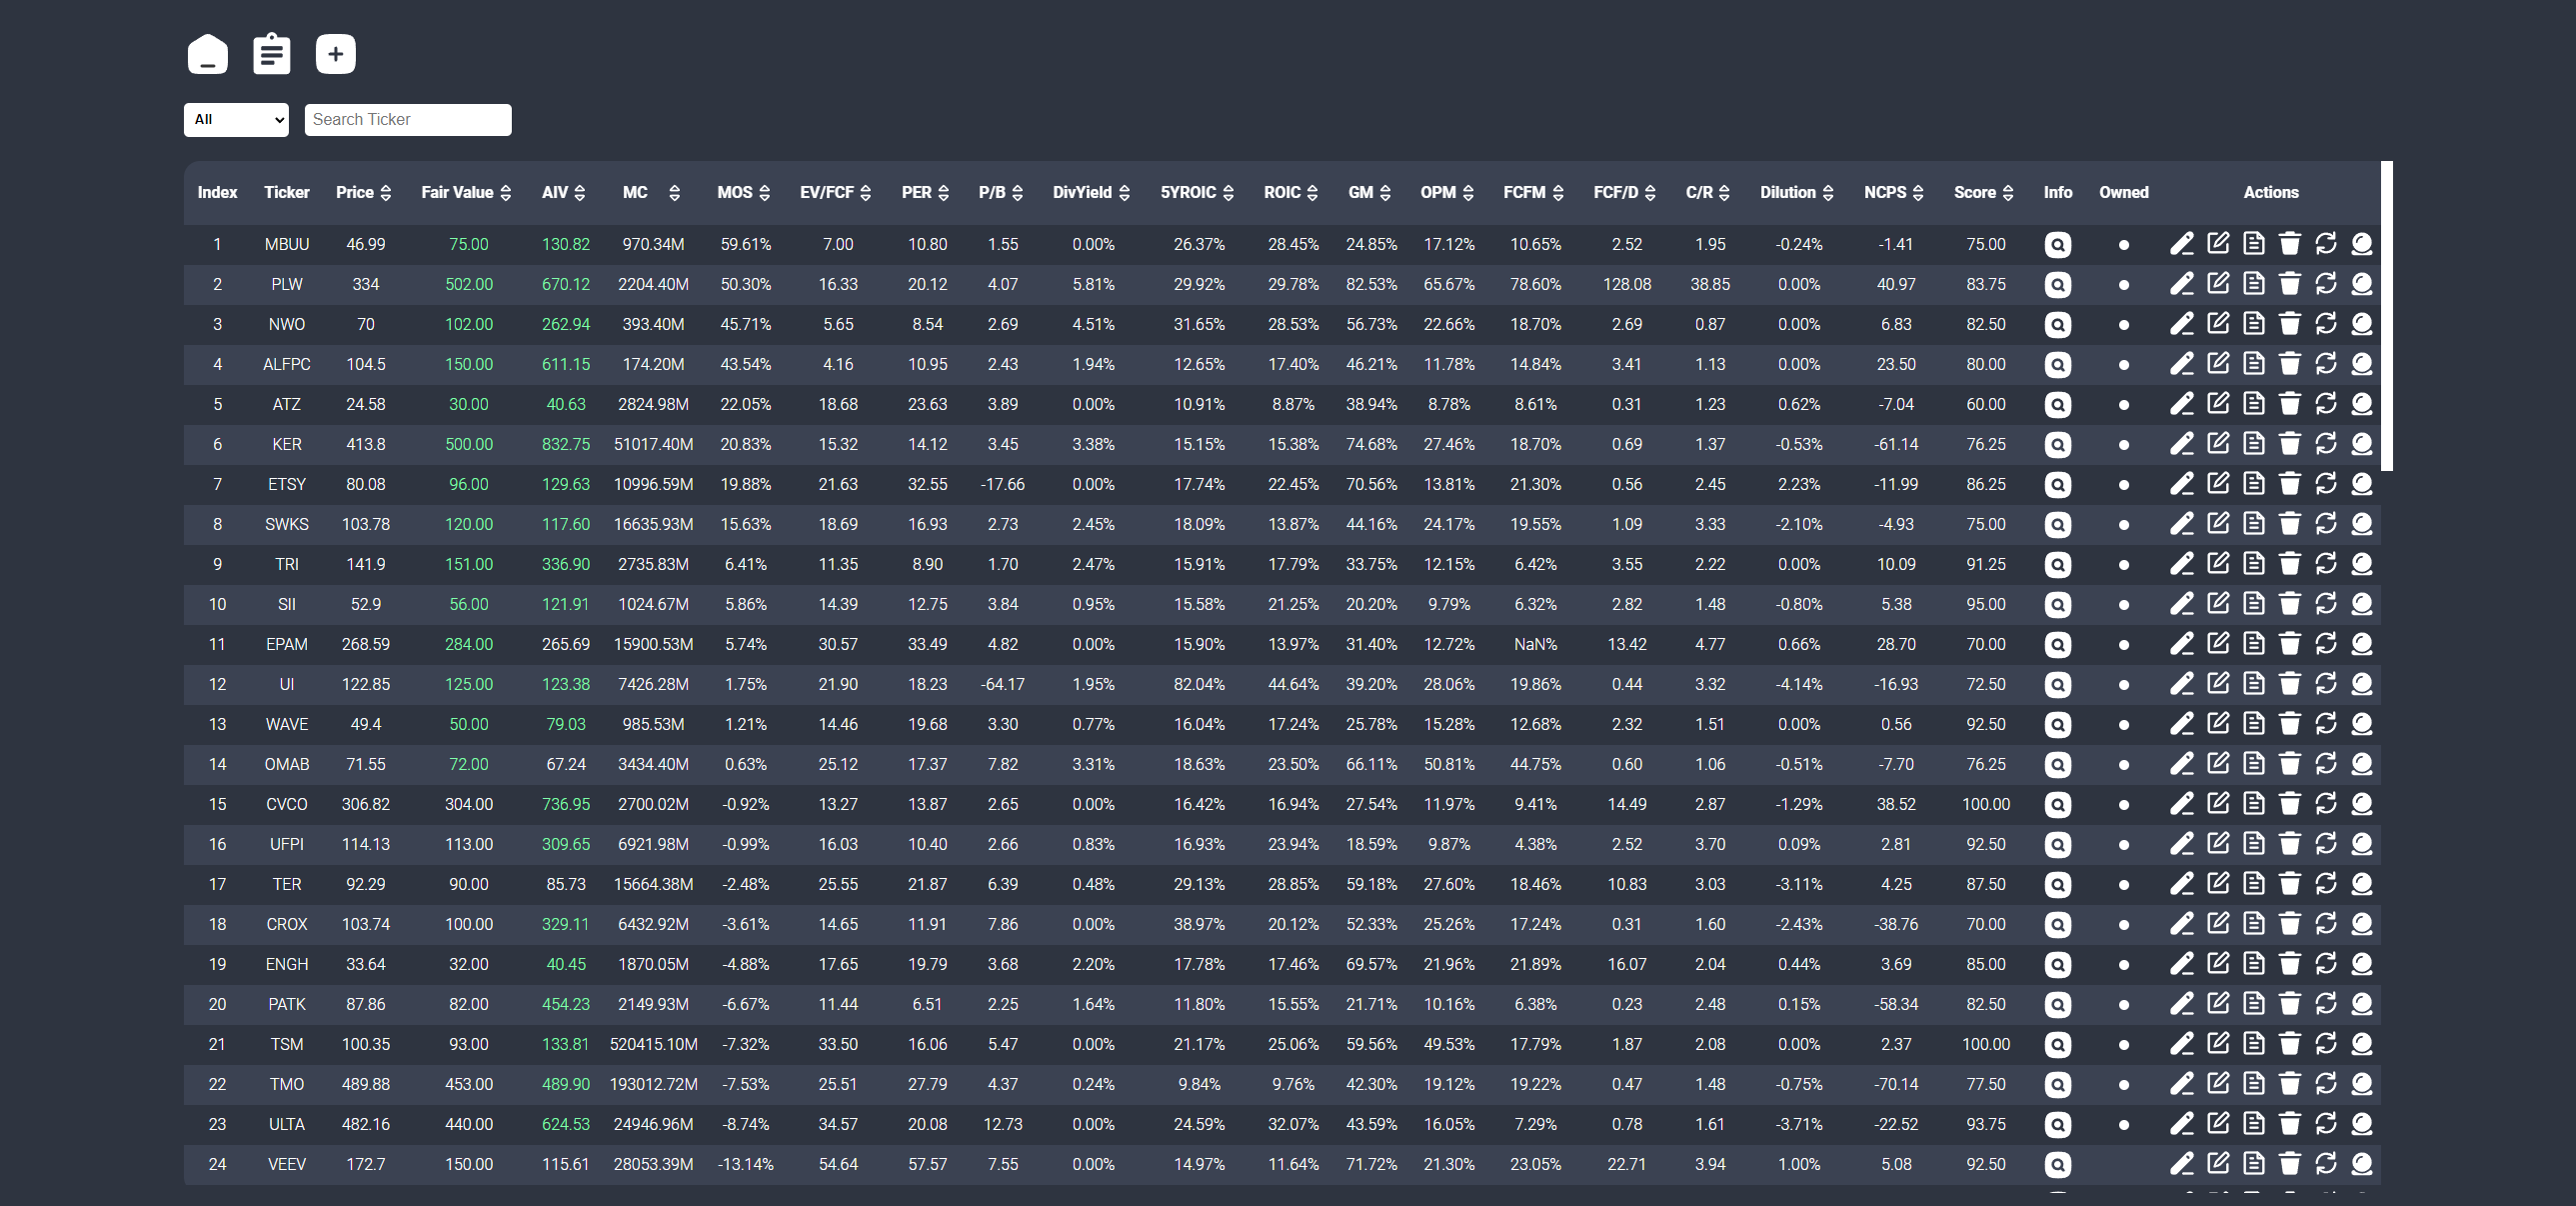 All Search Ticker
Index Ticker Price Fair Value AIV MC MOS EV/FCF PER P/B DivYield 5YROIC ROIC GM OPM FCFM FCF/D C/R Dilution NCPS Score Info Owned Actions
1 MBUU 46.99 75.00 130.82 970.34M 59.61% 7.00 10.80 1.55 0.00% 26.37% 28.45% 24.85% 17.12% 10.65% 2.52 1.95 -0.24% -1.41 75.00
2 PLW 334 502.00 670.12 2204.40M 50.30% 16.33 20.12 4.07 5.81% 29.92% 29.78% 82.53% 65.67% 78.60% 128.08 38.85 0.00% 40.97 83.75
3 NWO 70 102.00 262.94 393.40M 45.71% 5.65 8.54 2.69 4.51% 31.65% 28.53% 56.73% 22.66% 18.70% 2.69 0.87 0.00% 6.83 82.50
4 ALFPC 104.5 150.00 611.15 174.20M 43.54% 4.16 10.95 2.43 1.94% 12.65% 17.40% 46.21% 11.78% 14.84% 3.41 1.13 0.00% 23.50 80.00
5 ATZ 24.58 30.00 40.63 2824.98M 22.05% 18.68 23.63 3.89 0.00% 10.91% 8.87% 38.94% 8.78% 8.61% 0.31 1.23 0.62% -7.04 60.00
6 KER 413.8 500.00 832.75 51017.40M 20.83% 15.32 14.12 3.45 3.38% 15.15% 15.38% 74.68% 27.46% 18.70% 0.69 1.37 -0.53% -61.14 76.25
7 ETSY 80.08 96.00 129.63 10996.59M 19.88% 21.63 32.55 -17.66 0.00% 17.74% 22.45% 70.56% 13.81% 21.30% 0.56 2.45 2.23% -11.99 86.25
8 SWKS 103.78 120.00 117.60 16635.93M 15.63% 18.69 16.93 2.73 2.45% 18.09% 13.87% 44.16% 24.17% 19.55% 1.09 3.33 -2.10% -4.93 75.00
9 TRI 141.9 151.00 336.90 2735.83M 6.41% 11.35 8.90 1.70 2.47% 15.91% 17.79% 33.75% 12.15% 6.42% 3.55 2.22 0.00% 10.09 91.25
10 SII 52.9 56.00 121.91 1024.67M 5.86% 14.39 12.75 3.84 0.95% 15.58% 21.25% 20.20% 9.79% 6.32% 2.82 1.48 -0.80% 5.38 95.00
11 EPAM 268.59 284.00 265.69 15900.53M 5.74% 30.57 33.49 4.82 0.00% 15.90% 13.97% 31.40% 12.72% NaN% 13.42 4.77 0.66% 28.70 70.00
12 UI 122.85 125.00 123.38 7426.28M 1.75% 21.90 18.23 -64.17 1.95% 82.04% 44.64% 39.20% 28.06% 19.86% 0.44 3.32 -4.14% -16.93 72.50
13 WAVE 49.4 50.00 79.03 985.53M 1.21% 14.46 19.68 3.30 0.77% 16.04% 17.24% 25.78% 15.28% 12.68% 2.32 1.51 0.00% 0.56 92.50
14 OMAB 71.55 72.00 67.24 3434.40M 0.63% 25.12 17.37 7.82 3.31% 18.63% 23.50% 66.11% 50.81% 44.75% 0.60 1.06 -0.51% -7.70 76.25
15 CVCO 306.82 304.00 736.95 2700.02M -0.92% 13.27 13.87 2.65 0.00% 16.42% 16.94% 27.54% 11.97% 9.41% 14.49 2.87 -1.29% 38.52 100.00
16 UFPI 114.13 113.00 309.65 6921.98M -0.99% 16.03 10.40 2.66 0.83% 16.93% 23.94% 18.59% 9.87% 4.38% 2.52 3.70 0.09% 2.81 92.50
17 TER 92.29 90.00 85.73 15664.38M -2.48% 25.55 21.87 6.39 0.48% 29.13% 28.85% 59.18% 27.60% 18.46% 10.83 3.03 -3.11% 4.25 87.50
18 CROX 103.74 100.00 329.11 6432.92M -3.61% 14.65 11.91 7.86 0.00% 38.97% 20.12% 52.33% 25.26% 17.24% 0.31 1.60 -2.43% -38.76 70.00
19 ENGH 33.64 32.00 40.45 1870.05M -4.88% 17.65 19.79 3.68 2.20% 17.78% 17.46% 69.57% 21.96% 21.89% 16.07 2.04 0.44% 3.69 85.00
20 PATK 87.86 82.00 454.23 2149.93M -6.67% 11.44 6.51 2.25 1.64% 11.80% 15.55% 21.71% 10.16% 6.38% 0.23 2.48 0.15% -58.34 82.50
21 TSM 100.35 93.00 133.81 520415.10M -7.32% 33.50 16.06 5.47 0.00% 21.17% 25.06% 59.56% 49.53% 17.79% 1.87 2.08 0.00% 2.37 100.00
22 TMO 489.88 453.00 489.90 193012.72M -7.53% 25.51 27.79 4.37 0.24% 9.84% 9.76% 42.30% 19.12% 19.22% 0.47 1.48 -0.75% -70.14 77.50
23 ULTA 482.16 440.00 624.53 24946.96M -8.74% 34.57 20.08 12.73 0.00% 24.59% 32.07% 43.59% 16.05% 7.29% 0.78 1.61 -3.71% -22.52 93.75
24 VEEV 172.7 150.00 115.61 28053.39M -13.14% 54.64 57.57 7.55 0.00% 14.97% 11.64% 71.72% 21.30% 23.05% 22.71 3.94 1.00% 5.08 92.50